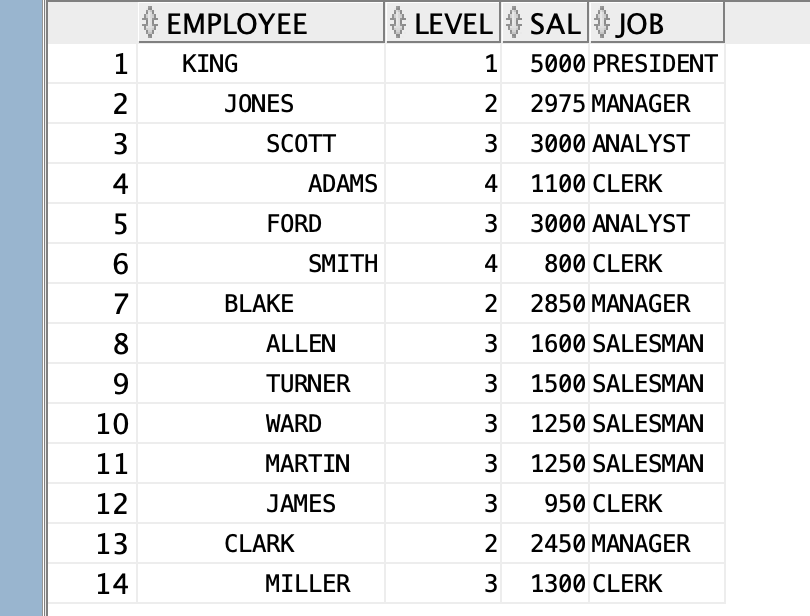 EMPLOYEE LEVEL SAL JOB
1 KING 1 5000 PRESIDENT
2 JONES 2 2975 MANAGER
3 SCOTT 3 3000 ANALYST
4 ADAMS 4 1100 CLERK
5 FORD 3 3000 ANALYST
6 SMITH 4 800 CLERK
7 BLAKE 2 2850 MANAGER
8 ALLEN 3 1600 SALESMAN
9 TURNER 3 1500 SALESMAN
10 WARD 3 1250 SALESMAN
11 MARTIN 3 1250 SALESMAN
12 JAMES 3 950 CLERK
13 CLARK 2 2450 MANAGER
14 MILLER 3 1300 CLERK